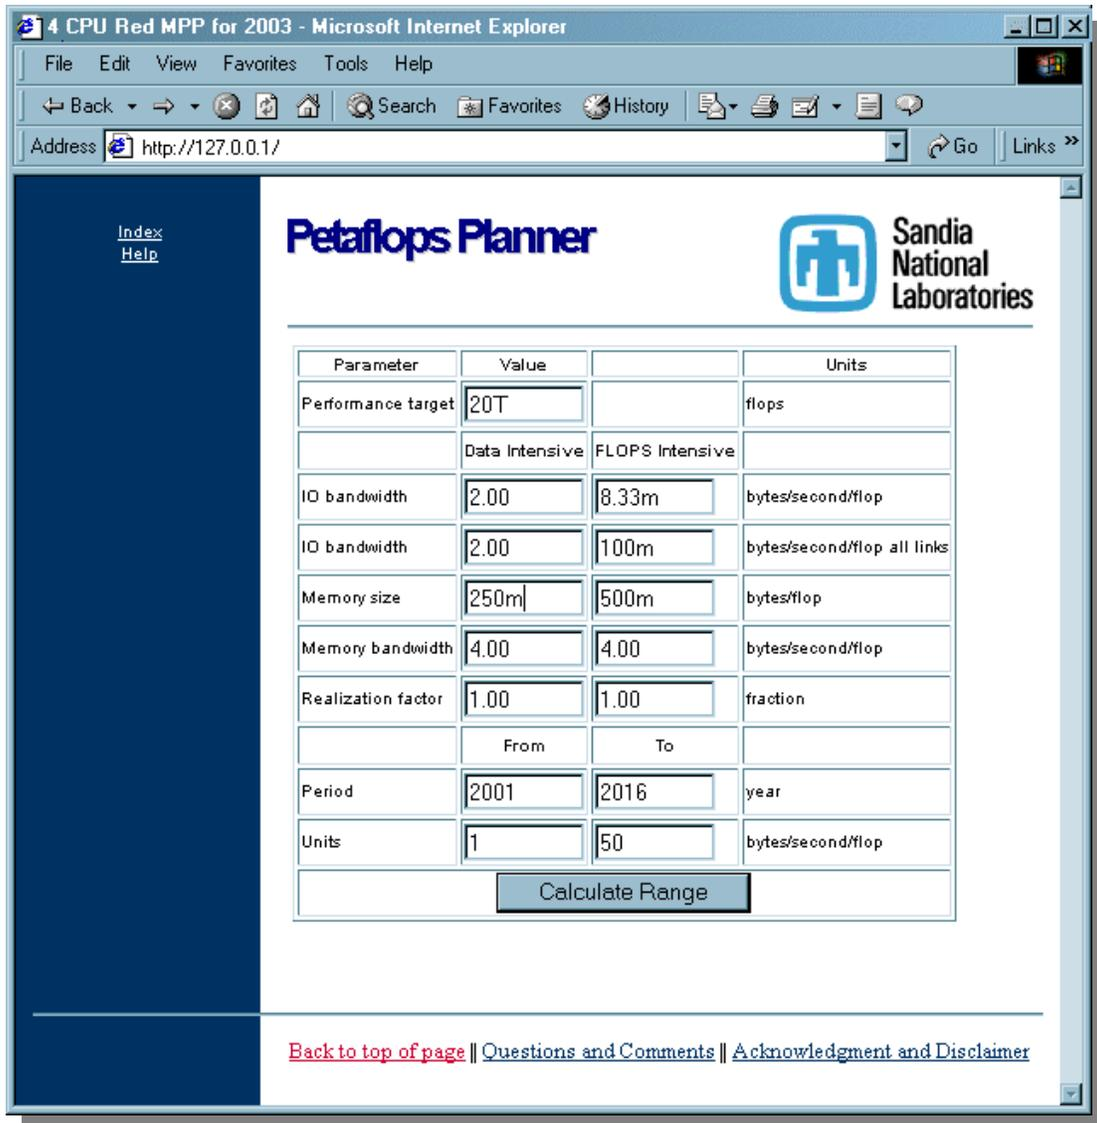 4 CPU Red MPP for 2003 - Microsoft Internet Explorer
File Edit View Favorites Tools Help
Back Search Favorites History
Address http://127.0.0.1/ Go Links »
Index
Help
Petaflops Planner
Sandia
National
Laboratories
Parameter Value Units
Performance target 20T flops
Data Intensive FLOPS Intensive
IO bandwidth 2.00 8.33m bytes/second/flop
IO bandwidth 2.00 100m bytes/second/flop all links
Memory size 250m 500m bytes/flop
Memory bandwidth 4.00 4.00 bytes/second/flop
Realization factor 1.00 1.00 fraction
From To
Period 2001 2016 year
Units 1 50 bytes/second/flop
Calculate Range
Back to top of page || Questions and Comments || Acknowledgment and Disclaimer